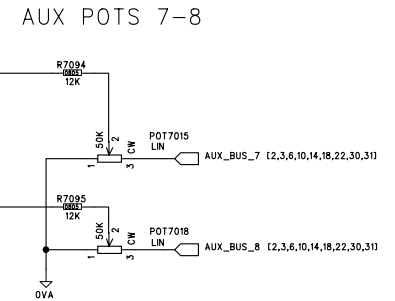 AUX POTS 7-8
R7094
0805
12K
50K
2
CW
1
3
POT7015
LIN
AUX_BUS_7 [2,3,6,10,14,18,22,30,31]
R7095
0805
12K
50K
2
CW
1
3
POT7018
LIN
AUX_BUS_8 [2,3,6,10,14,18,22,30,31]
0VA